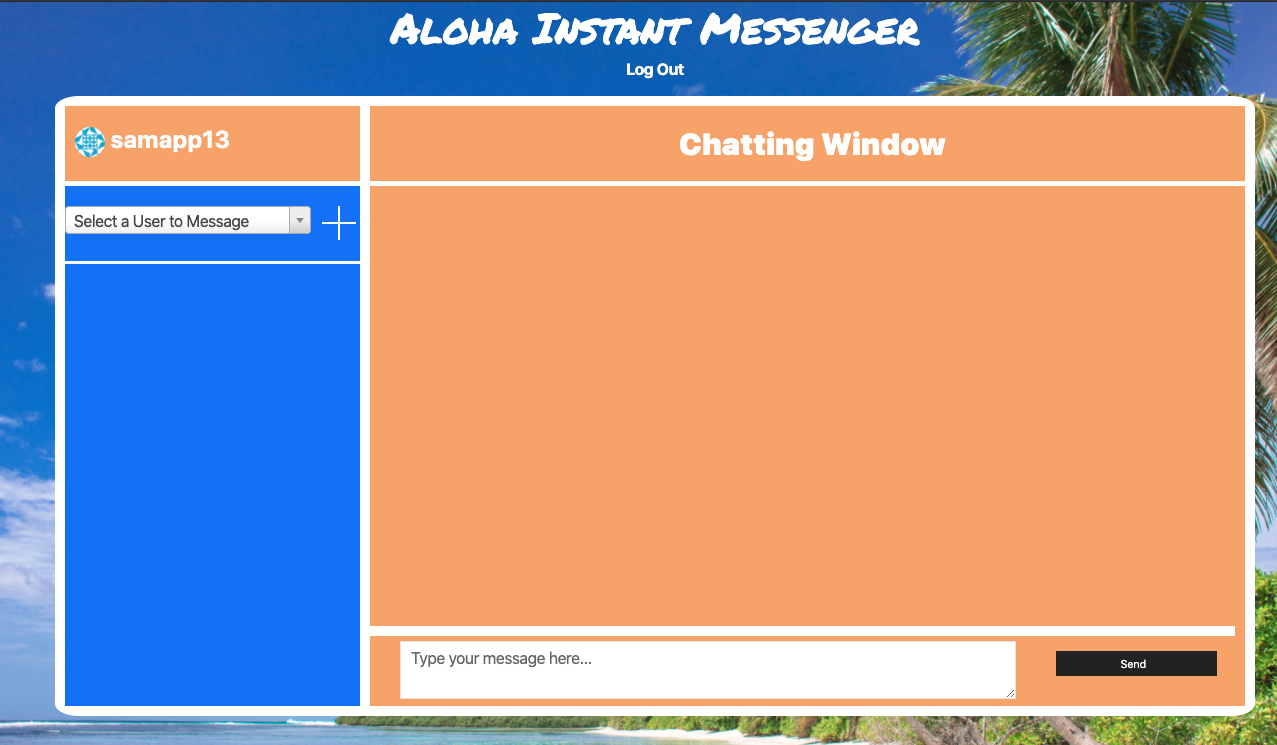 Aloha Instant Messenger
Log Out
samapp13
Chatting Window
Select a User to Message
Type your message here...
Send